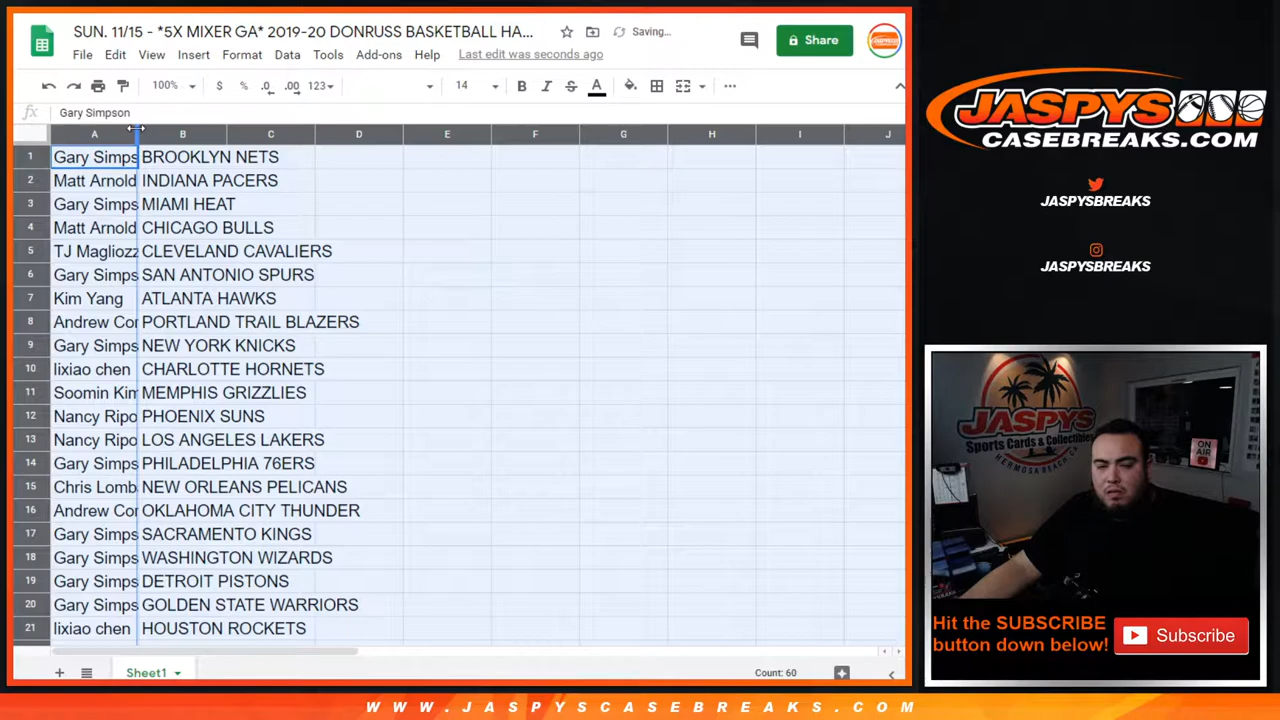 SUN. 11/15 - *5X MIXER GA* 2019-20 DONRUSS BASKETBALL HA...
Saving...
File Edit View Insert Format Data Tools Add-ons Help Last edit was seconds ago
Share
100% $ % .0 .00 123 14 B I S A
fx Gary Simpson
A B C D E F G H I J
1 Gary Simps BROOKLYN NETS
2 Matt Arnold INDIANA PACERS
3 Gary Simps MIAMI HEAT
4 Matt Arnold CHICAGO BULLS
5 TJ Magliozz CLEVELAND CAVALIERS
6 Gary Simps SAN ANTONIO SPURS
7 Kim Yang ATLANTA HAWKS
8 Andrew Cor PORTLAND TRAIL BLAZERS
9 Gary Simps NEW YORK KNICKS
10 lixiao chen CHARLOTTE HORNETS
11 Soomin Kim MEMPHIS GRIZZLIES
12 Nancy Ripo PHOENIX SUNS
13 Nancy Ripo LOS ANGELES LAKERS
14 Gary Simps PHILADELPHIA 76ERS
15 Chris Lomb NEW ORLEANS PELICANS
16 Andrew Cor OKLAHOMA CITY THUNDER
17 Gary Simps SACRAMENTO KINGS
18 Gary Simps WASHINGTON WIZARDS
19 Gary Simps DETROIT PISTONS
20 Gary Simps GOLDEN STATE WARRIORS
21 lixiao chen HOUSTON ROCKETS
Sheet1
Count: 60
JASPYS
CASEBREAKS.COM
JASPYSBREAKS
JASPYSBREAKS
JASPYS
Sports Cards & Collectibles
HERMOSA BEACH, CA
ON AIR
Hit the SUBSCRIBE
button down below!
Subscribe
WWW.JASPYSCASEBREAKS.COM